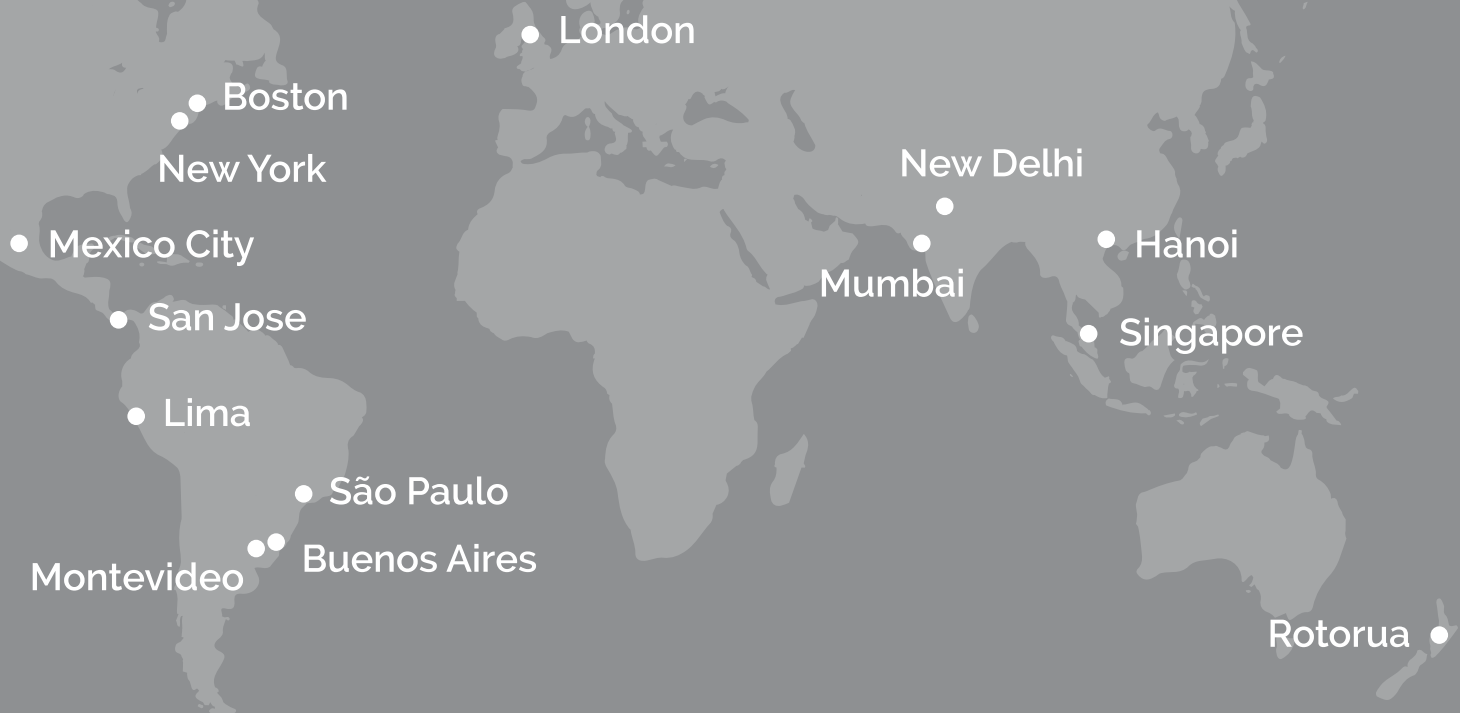 London
Boston
New York
New Delhi
Mexico City
Hanoi
Mumbai
San Jose
Singapore
Lima
São Paulo
Buenos Aires
Montevideo
Rotorua